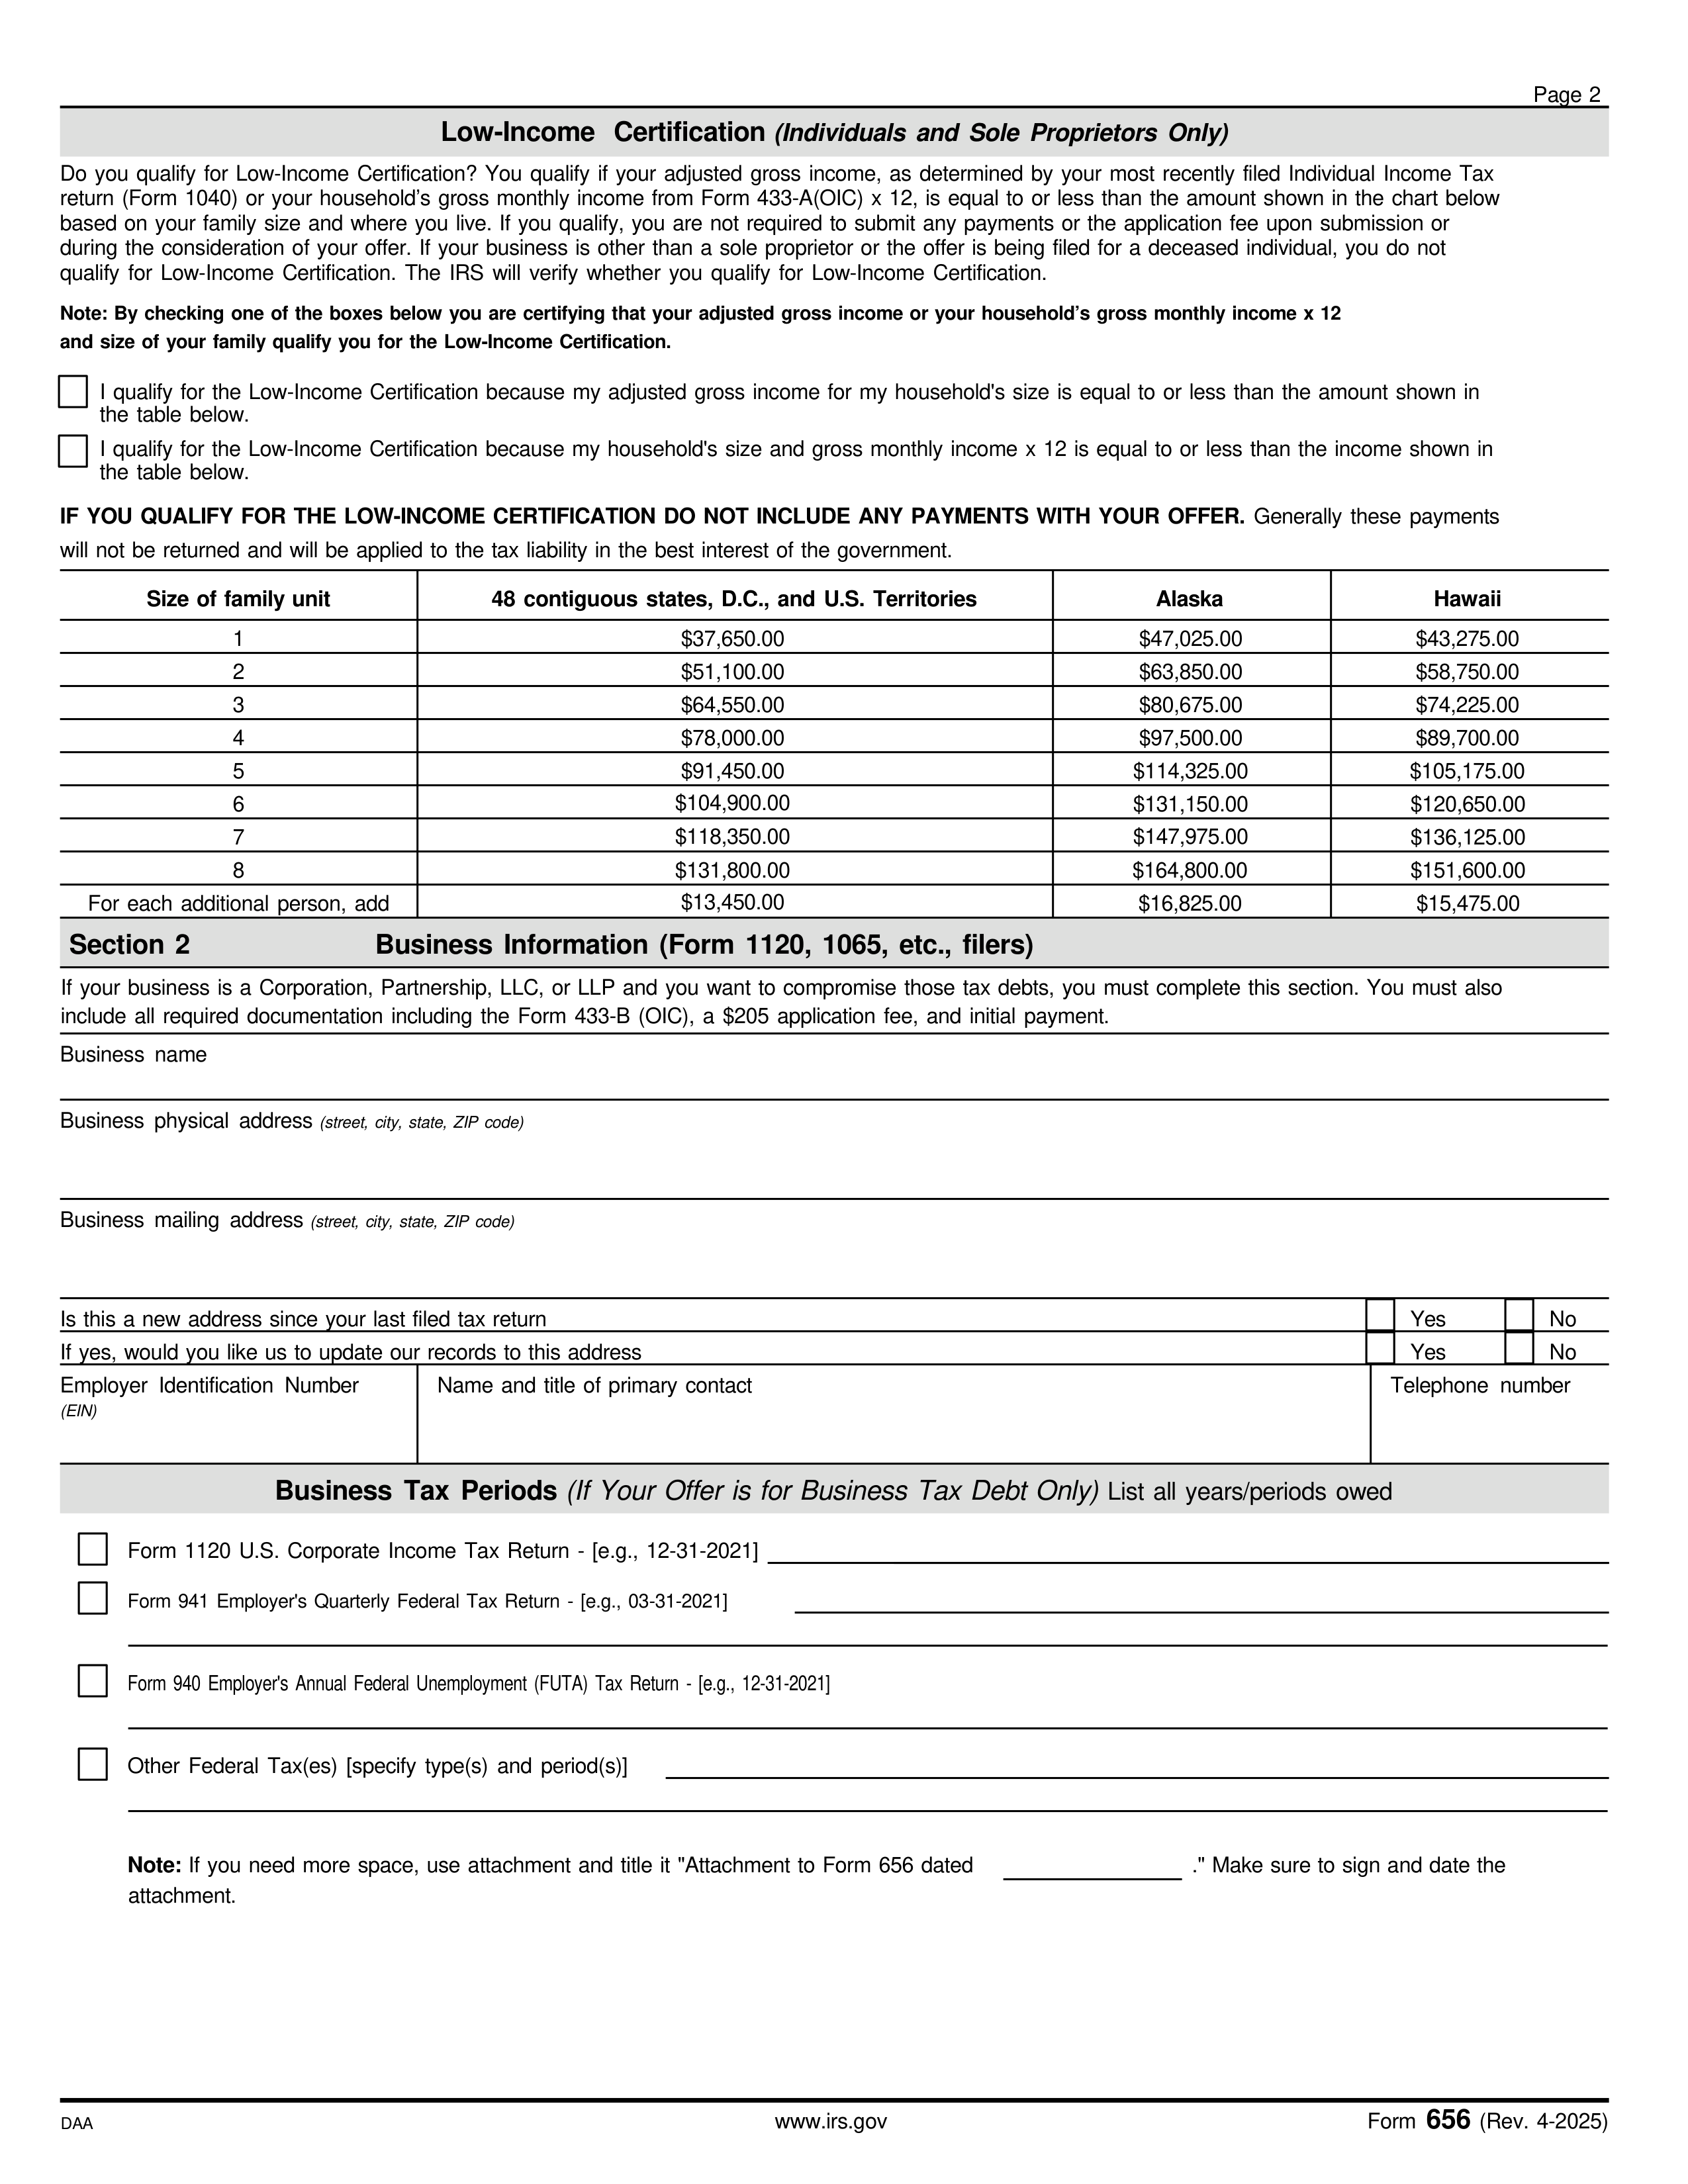 Page 2
Low-Income Certification (Individuals and Sole Proprietors Only)
Do you qualify for Low-Income Certification? You qualify if your adjusted gross income, as determined by your most recently filed Individual Income Tax
return (Form 1040) or your household’s gross monthly income from Form 433-A(OIC) x 12, is equal to or less than the amount shown in the chart below
based on your family size and where you live. If you qualify, you are not required to submit any payments or the application fee upon submission or
during the consideration of your offer. If your business is other than a sole proprietor or the offer is being filed for a deceased individual, you do not
qualify for Low-Income Certification. The IRS will verify whether you qualify for Low-Income Certification.
Note: By checking one of the boxes below you are certifying that your adjusted gross income or your household’s gross monthly income x 12
and size of your family qualify you for the Low-Income Certification.
I qualify for the Low-Income Certification because my adjusted gross income for my household's size is equal to or less than the amount shown in
the table below.
I qualify for the Low-Income Certification because my household's size and gross monthly income x 12 is equal to or less than the income shown in
the table below.
IF YOU QUALIFY FOR THE LOW-INCOME CERTIFICATION DO NOT INCLUDE ANY PAYMENTS WITH YOUR OFFER. Generally these payments
will not be returned and will be applied to the tax liability in the best interest of the government.
Size of family unit 48 contiguous states, D.C., and U.S. Territories Alaska Hawaii
1 $37,650.00 $47,025.00 $43,275.00
2 $51,100.00 $63,850.00 $58,750.00
3 $64,550.00 $80,675.00 $74,225.00
4 $78,000.00 $97,500.00 $89,700.00
5 $91,450.00 $114,325.00 $105,175.00
6 $104,900.00 $131,150.00 $120,650.00
7 $118,350.00 $147,975.00 $136,125.00
8 $131,800.00 $164,800.00 $151,600.00
For each additional person, add $13,450.00 $16,825.00 $15,475.00
Section 2 Business Information (Form 1120, 1065, etc., filers)
If your business is a Corporation, Partnership, LLC, or LLP and you want to compromise those tax debts, you must complete this section. You must also
include all required documentation including the Form 433-B (OIC), a $205 application fee, and initial payment.
Business name
Business physical address (street, city, state, ZIP code)
Business mailing address (street, city, state, ZIP code)
Is this a new address since your last filed tax return Yes No
If yes, would you like us to update our records to this address Yes No
Employer Identification Number Name and title of primary contact Telephone number
(EIN)
Business Tax Periods (If Your Offer is for Business Tax Debt Only) List all years/periods owed
Form 1120 U.S. Corporate Income Tax Return - [e.g., 12-31-2021]
Form 941 Employer's Quarterly Federal Tax Return - [e.g., 03-31-2021]
Form 940 Employer's Annual Federal Unemployment (FUTA) Tax Return - [e.g., 12-31-2021]
Other Federal Tax(es) [specify type(s) and period(s)]
Note: If you need more space, use attachment and title it "Attachment to Form 656 dated ." Make sure to sign and date the
attachment.
DAA www.irs.gov Form 656 (Rev. 4-2025)